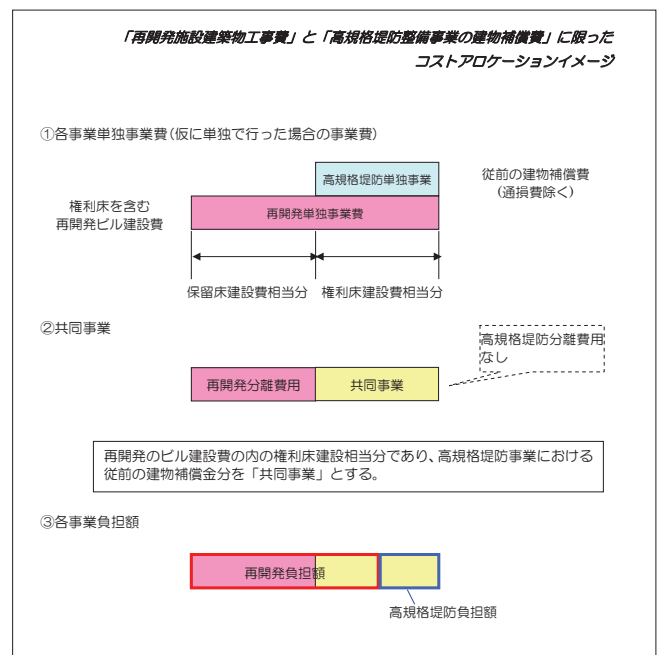 「再開発施設建築物工事費」と「高規格堤防整備事業の建物補償費」に限った
コストアロケーションイメージ
①各事業単独事業費(仮に単独で行った場合の事業費)
高規格堤防単独事業
従前の建物補償費
(通損費除く)
権利床を含む
再開発ビル建設費
再開発単独事業費
保留床建設費相当分
権利床建設費相当分
②共同事業
高規格堤防分離費用
なし
再開発分離費用
共同事業
再開発のビル建設費の内の権利床建設相当分であり、高規格堤防事業における
従前の建物補償金分を「共同事業」とする。
③各事業負担額
再開発負担額
高規格堤防負担額